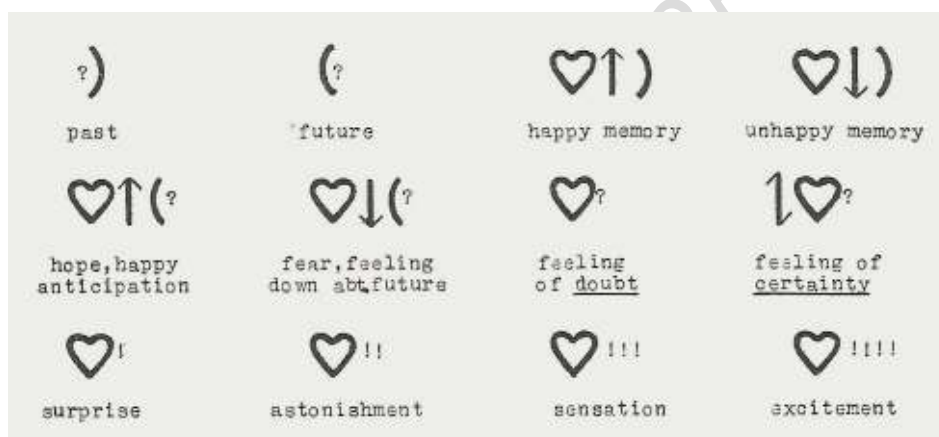 ?)
(?
past
future
happy memory
unhappy memory
(?
(?
?
?
hope,happy
anticipation
fear,feeling
down abt,future
feeling
of doubt
feeling of
certainty
!
!!
!!!
!!!!
surprise
astonishment
sensation
excitement